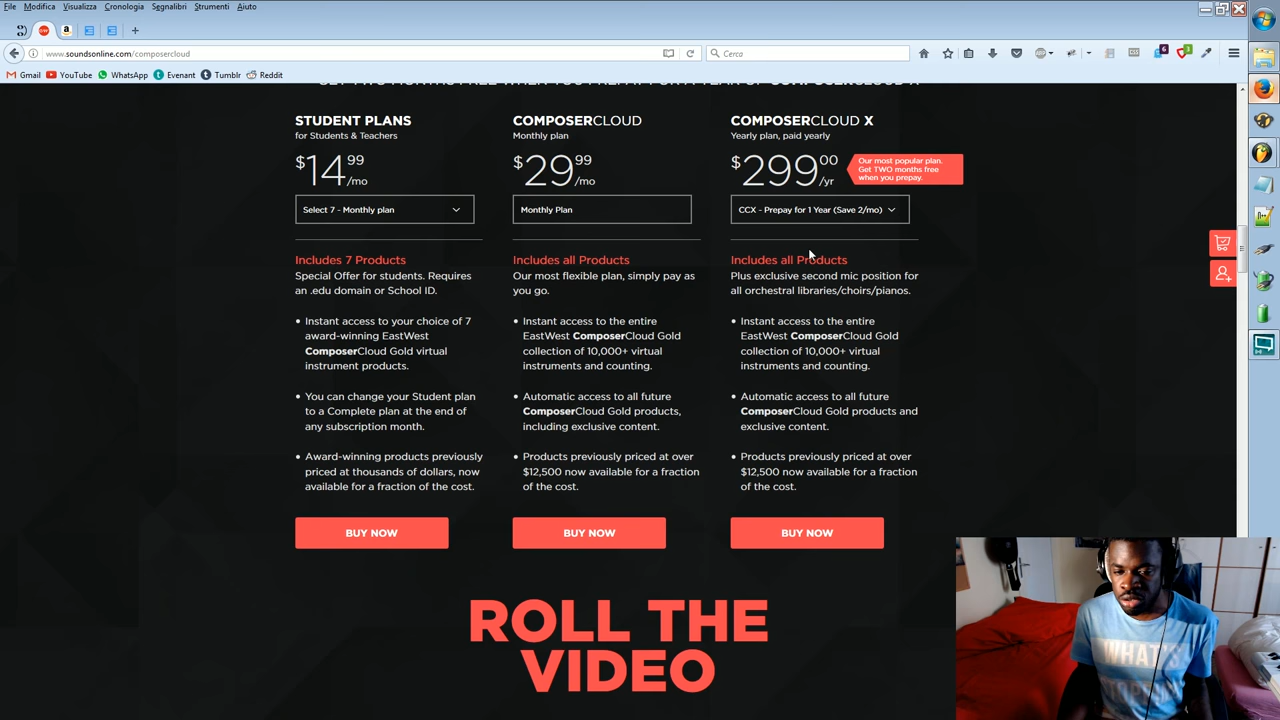 File Modifica Visualizza Cronologia Segnalibri Strumenti Aiuto
www.soundsonline.com/composercloud
Cerca
6
3
Gmail YouTube WhatsApp Evenant Tumblr Reddit
STUDENT PLANS
for Students & Teachers
$14.99
/mo
Select 7 - Monthly plan
Includes 7 Products
Special Offer for students. Requires
an .edu domain or School ID.
• Instant access to your choice of 7
award-winning EastWest
ComposerCloud Gold virtual
instrument products.
• You can change your Student plan
to a Complete plan at the end of
any subscription month.
• Award-winning products previously
priced at thousands of dollars, now
available for a fraction of the cost.
BUY NOW
COMPOSERCLOUD
Monthly plan
$29.99
/mo
Monthly Plan
Includes all Products
Our most flexible plan, simply pay as
you go.
• Instant access to the entire
EastWest ComposerCloud Gold
collection of 10,000+ virtual
instruments and counting.
• Automatic access to all future
ComposerCloud Gold products,
including exclusive content.
• Products previously priced at over
$12,500 now available for a fraction
of the cost.
BUY NOW
COMPOSERCLOUD X
Yearly plan, paid yearly
$299.00
/yr
Our most popular plan.
Get TWO months free
when you prepay.
CCX - Prepay for 1 Year (Save 2/mo)
Includes all Products
Plus exclusive second mic position for
all orchestral libraries/choirs/pianos.
• Instant access to the entire
EastWest ComposerCloud Gold
collection of 10,000+ virtual
instruments and counting.
• Automatic access to all future
ComposerCloud Gold products and
exclusive content.
• Products previously priced at over
$12,500 now available for a fraction
of the cost.
BUY NOW
ROLL THE
VIDEO
WHAT'S